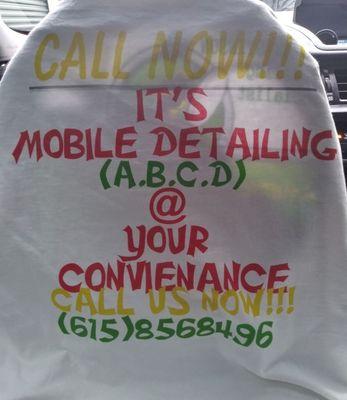 CALL NOW!!!
IT'S
MOBILE DETAILING
(A.B.C.D)
@
YOUR
CONVIENANCE
CALL US NOW!!!
(615)8568496